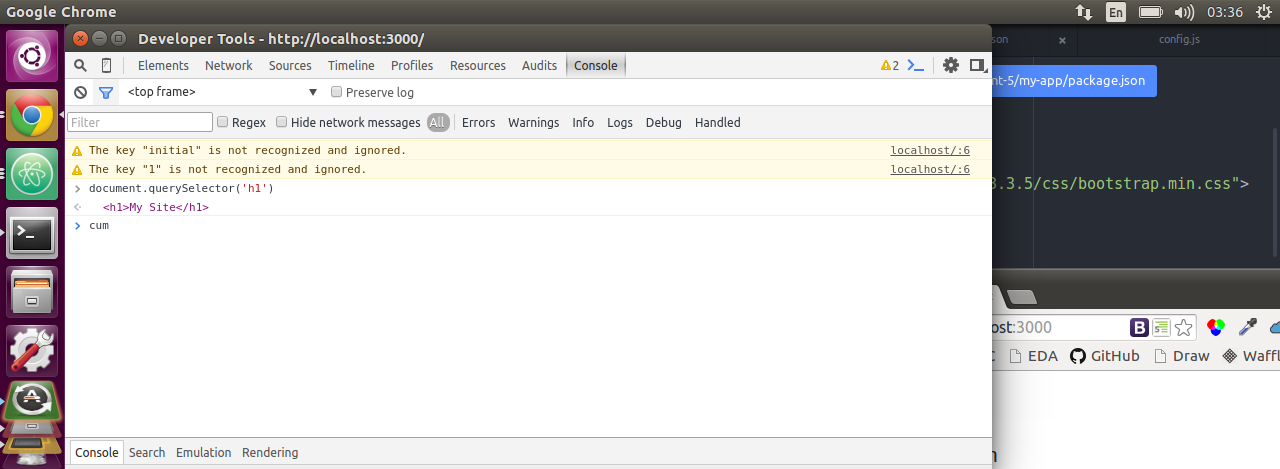 Google Chrome En 03:36
Developer Tools - http://localhost:3000/
Elements Network Sources Timeline Profiles Resources Audits Console 2
<top frame> Preserve log
Filter Regex Hide network messages All Errors Warnings Info Logs Debug Handled
The key "initial" is not recognized and ignored. localhost/:6
The key "1" is not recognized and ignored. localhost/:6
document.querySelector('h1')
<h1>My Site</h1>
cum
Console Search Emulation Rendering
son config.js
nt-5/my-app/package.json
3.3.5/css/bootstrap.min.css">
ost:3000 B S
C EDA GitHub Draw Waffl
n